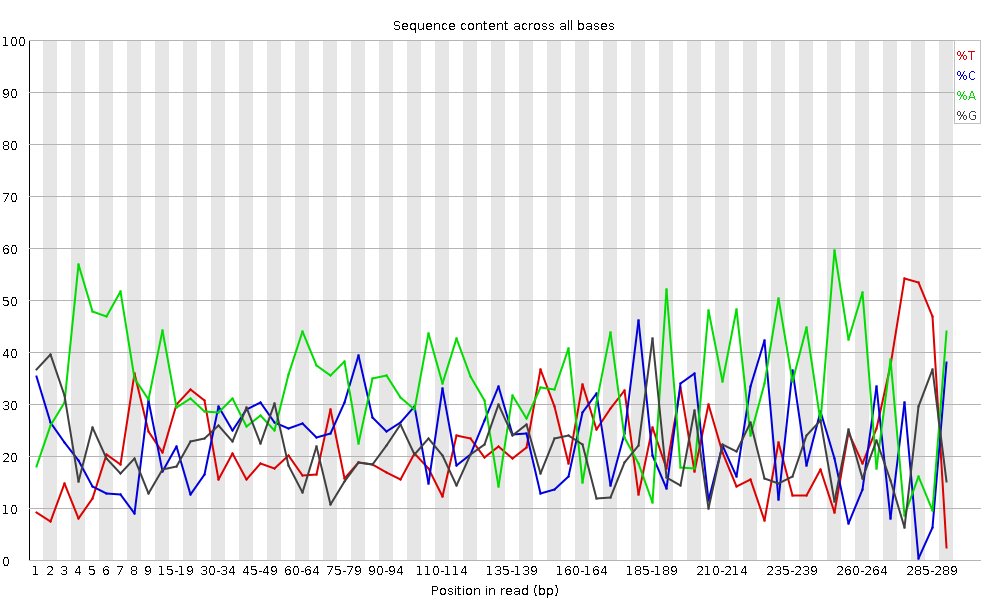 Sequence content across all bases
100
90
80
70
60
50
40
30
20
10
0
%T
%C
%A
%G
1 2 3 4 5 6 7 8 9 15-19 30-34 45-49 60-64 75-79 90-94 110-114 135-139 160-164 185-189 210-214 235-239 260-264 285-289
Position in read (bp)